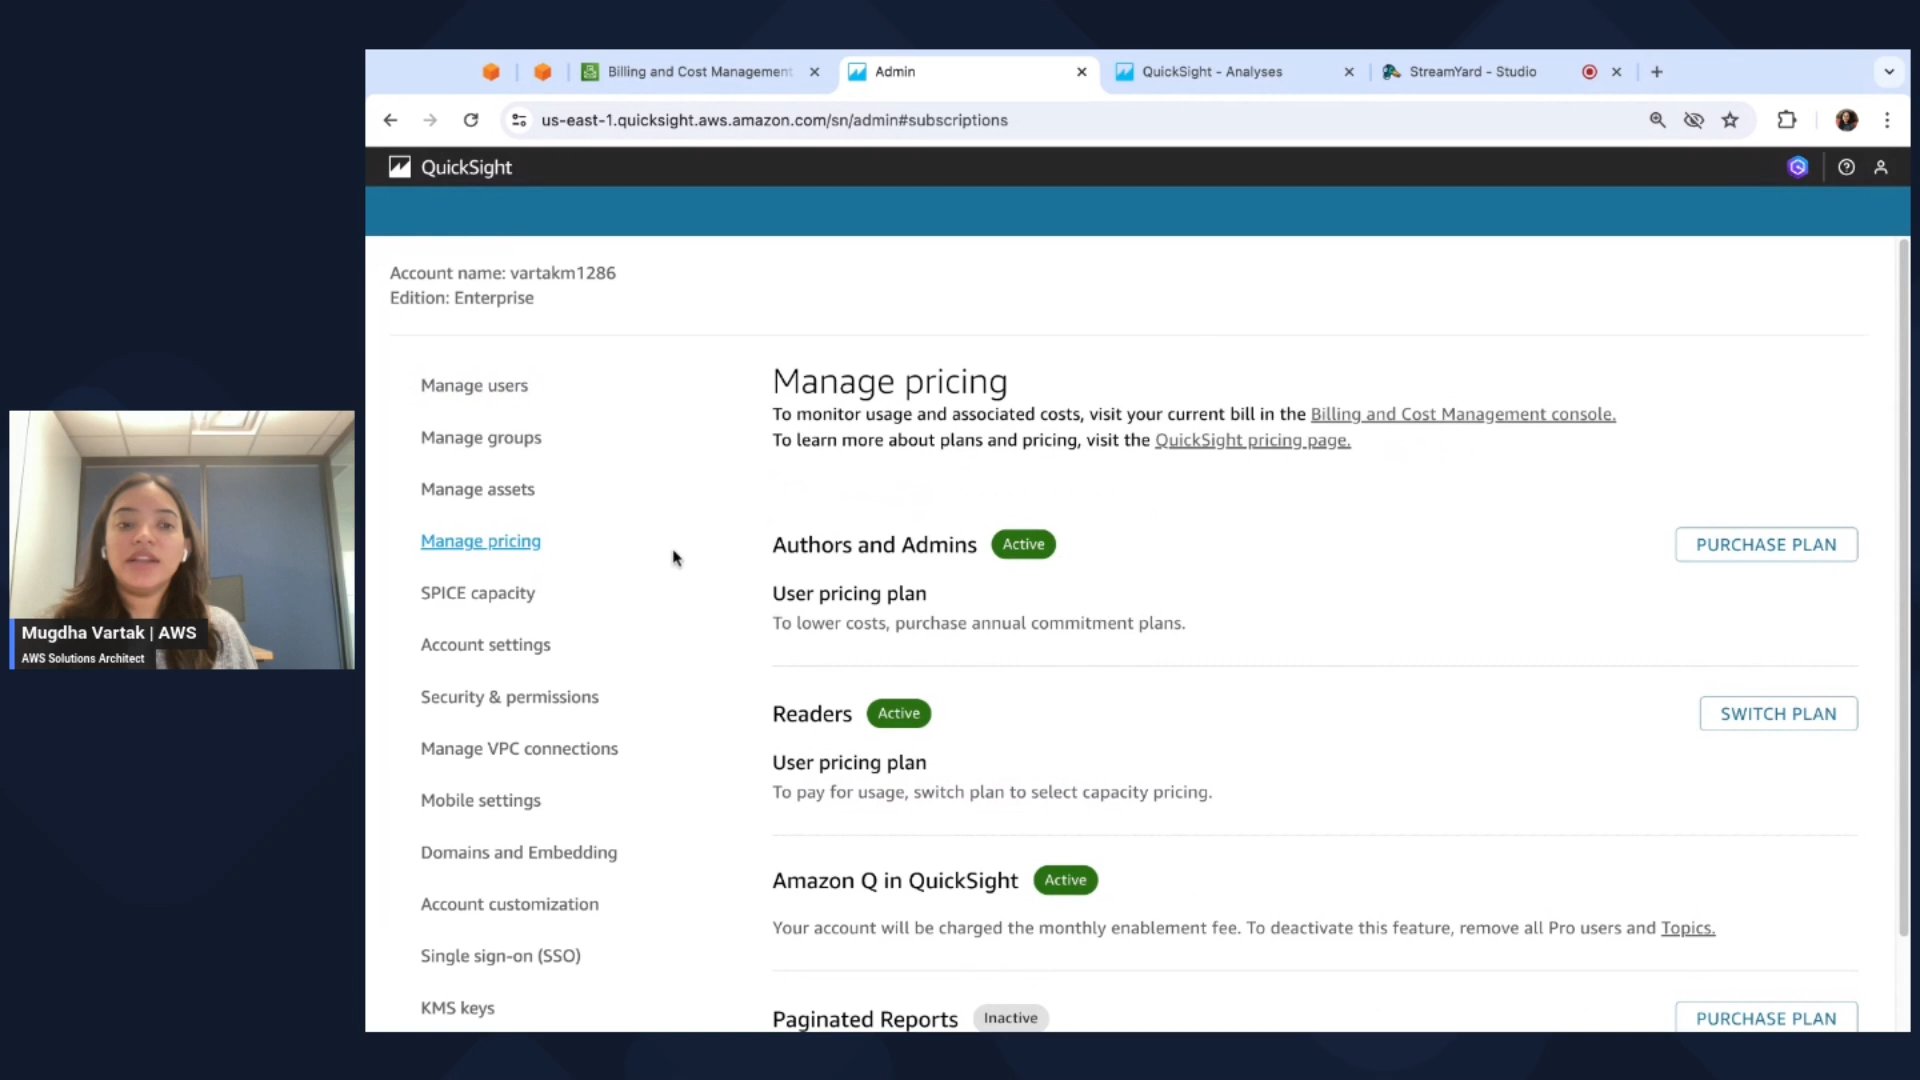 Billing and Cost Management
Admin
QuickSight - Analyses
StreamYard - Studio
us-east-1.quicksight.aws.amazon.com/sn/admin#subscriptions
QuickSight
Account name: vartakm1286
Edition: Enterprise
Manage users
Manage groups
Manage assets
Manage pricing
SPICE capacity
Account settings
Security & permissions
Manage VPC connections
Mobile settings
Domains and Embedding
Account customization
Single sign-on (SSO)
KMS keys
Manage pricing
To monitor usage and associated costs, visit your current bill in the Billing and Cost Management console.
To learn more about plans and pricing, visit the QuickSight pricing page.
Authors and Admins Active PURCHASE PLAN
User pricing plan
To lower costs, purchase annual commitment plans.
Readers Active SWITCH PLAN
User pricing plan
To pay for usage, switch plan to select capacity pricing.
Amazon Q in QuickSight Active
Your account will be charged the monthly enablement fee. To deactivate this feature, remove all Pro users and Topics.
Paginated Reports Inactive PURCHASE PLAN
Mugdha Vartak | AWS
AWS Solutions Architect